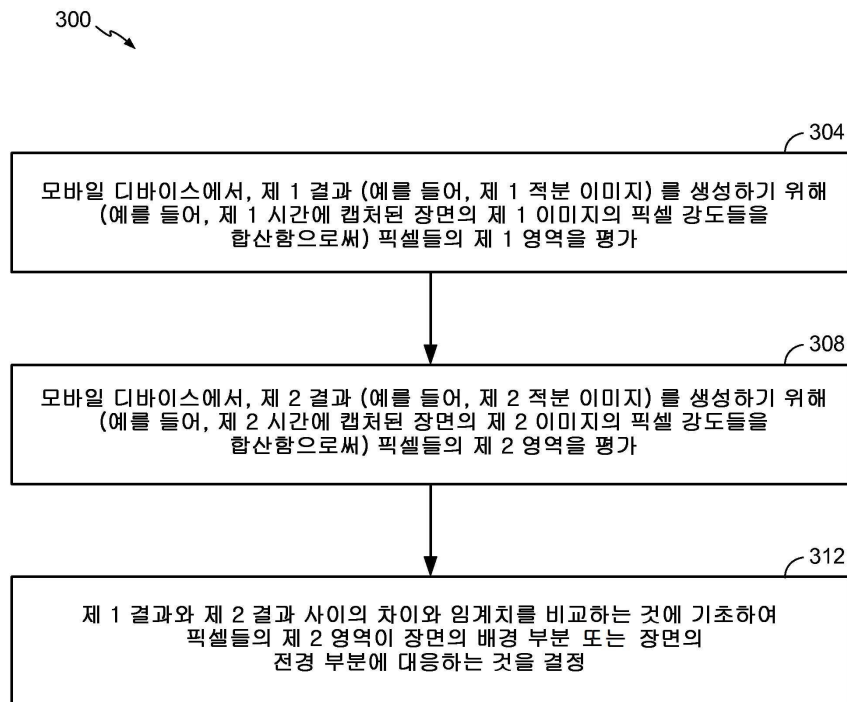 300
304
모바일 디바이스에서, 제 1 결과 (예를 들어, 제 1 적분 이미지) 를 생성하기 위해
(예를 들어, 제 1 시간에 캡처된 장면의 제 1 이미지의 픽셀 강도들을
합산함으로써) 픽셀들의 제 1 영역을 평가
308
모바일 디바이스에서, 제 2 결과 (예를 들어, 제 2 적분 이미지) 를 생성하기 위해
(예를 들어, 제 2 시간에 캡처된 장면의 제 2 이미지의 픽셀 강도들을
합산함으로써) 픽셀들의 제 2 영역을 평가
312
제 1 결과와 제 2 결과 사이의 차이와 임계치를 비교하는 것에 기초하여
픽셀들의 제 2 영역이 장면의 배경 부분 또는 장면의
전경 부분에 대응하는 것을 결정